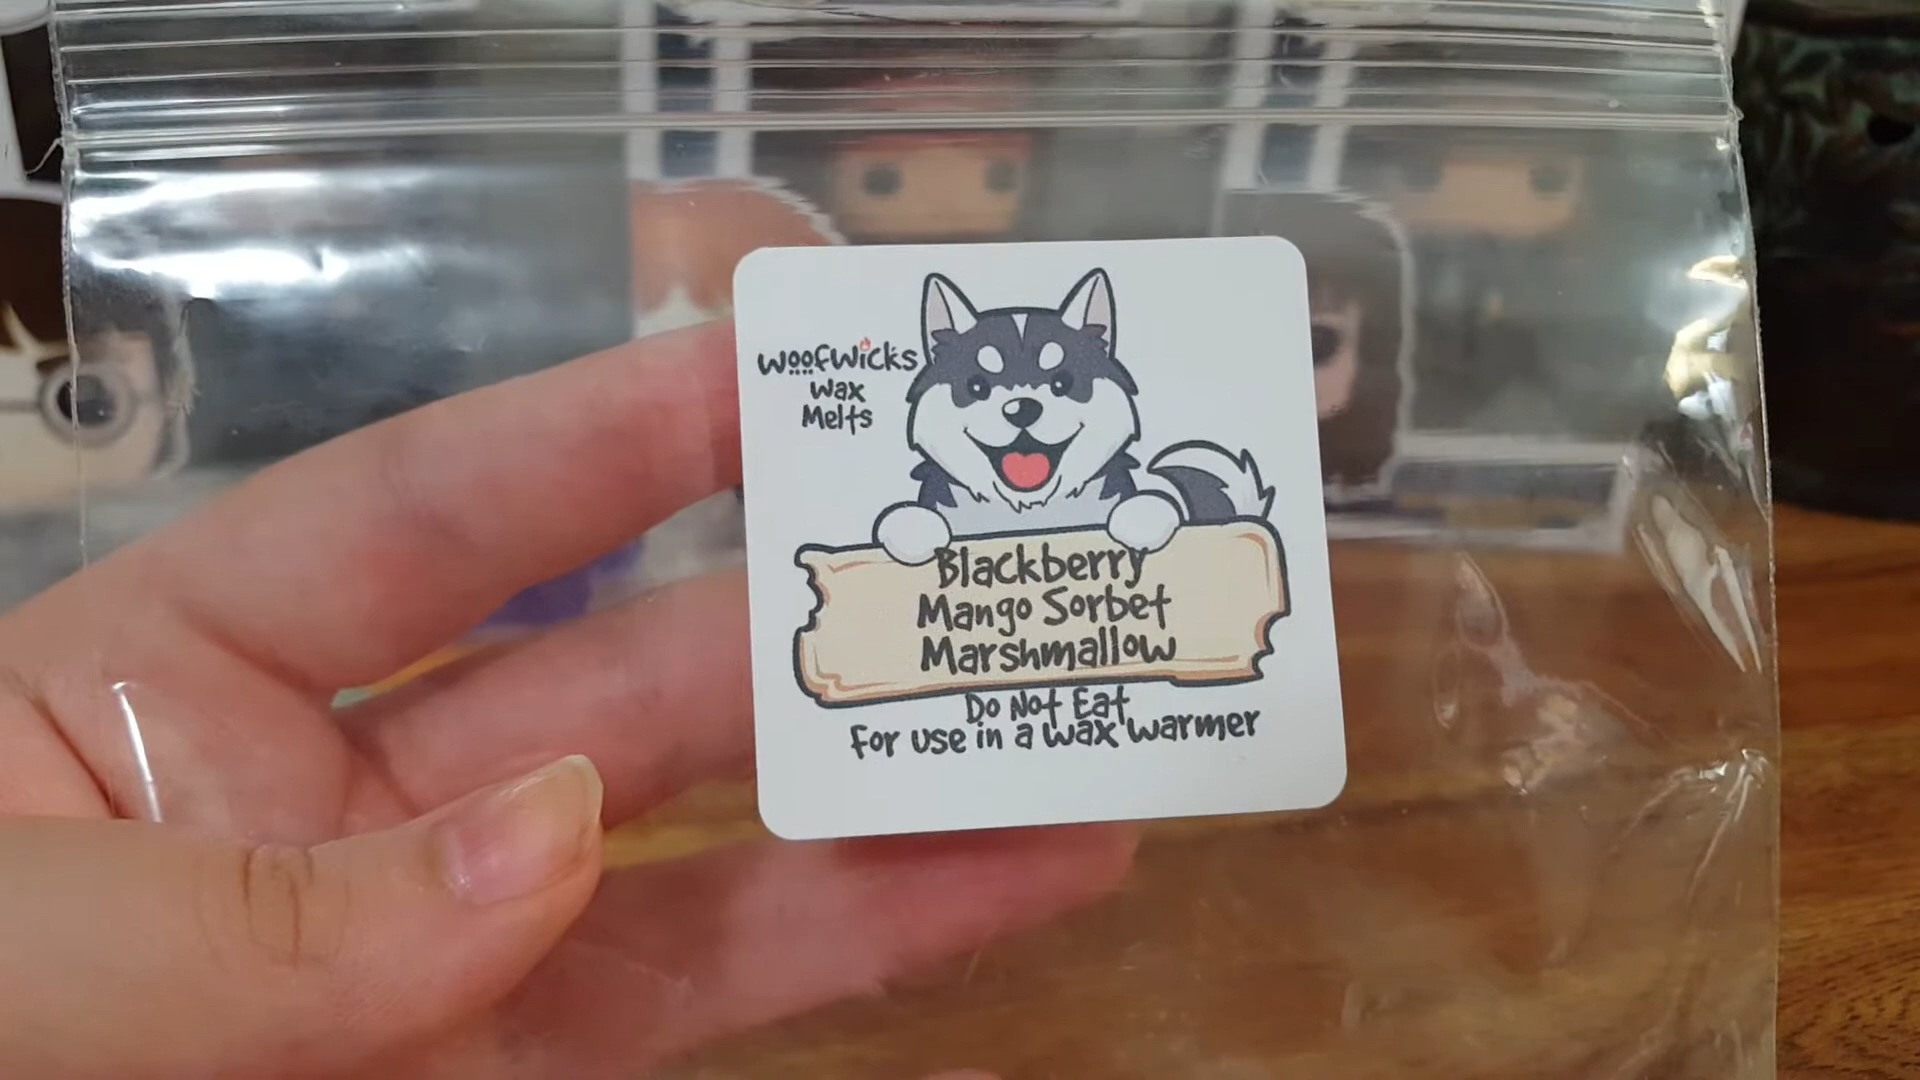 woofwicks
wax
Melts
Blackberry
Mango Sorbet
Marshmallow
Do Not Eat
For use in a wax warmer